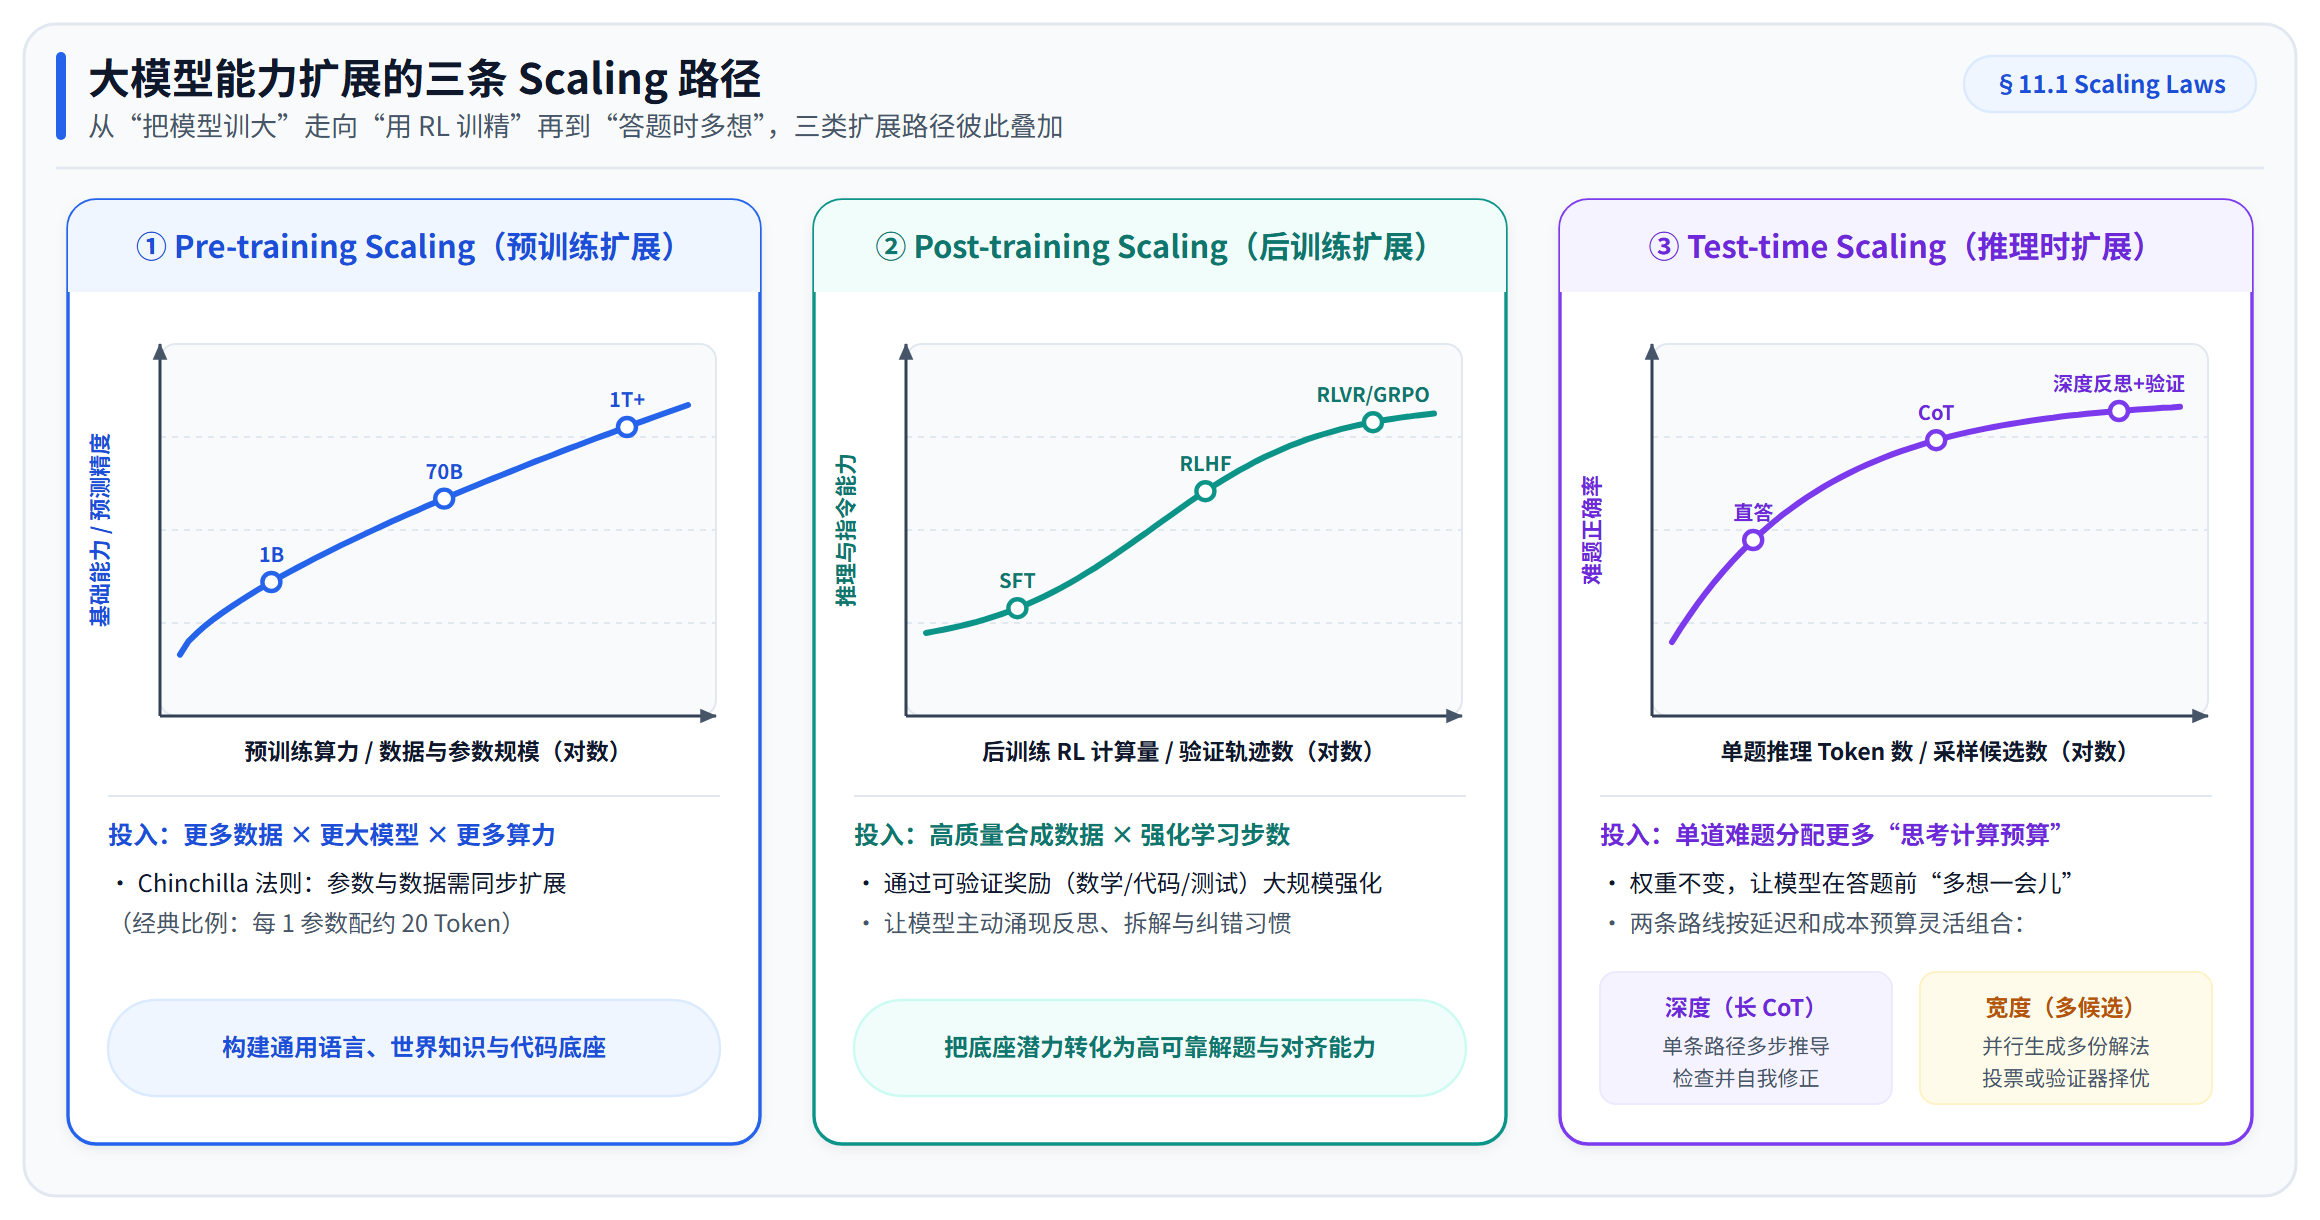 大模型能力扩展的三条 Scaling 路径
从“把模型训大”走向“用 RL 训精”再到“答题时多想”，三类扩展路径彼此叠加
§ 11.1 Scaling Laws
① Pre-training Scaling（预训练扩展）
基础能力 / 预测精度
1B
70B
1T+
预训练算力 / 数据与参数规模（对数）
投入：更多数据 × 更大模型 × 更多算力
· Chinchilla 法则：参数与数据需同步扩展
（经典比例：每 1 参数配约 20 Token）
构建通用语言、世界知识与代码底座
② Post-training Scaling（后训练扩展）
推理与指令能力
SFT
RLHF
RLVR/GRPO
后训练 RL 计算量 / 验证轨迹数（对数）
投入：高质量合成数据 × 强化学习步数
· 通过可验证奖励（数学/代码/测试）大规模强化
· 让模型主动涌现反思、拆解与纠错习惯
把底座潜力转化为高可靠解题与对齐能力
③ Test-time Scaling（推理时扩展）
难题正确率
直答
CoT
深度反思+验证
单题推理 Token 数 / 采样候选数（对数）
投入：单道难题分配更多“思考计算预算”
· 权重不变，让模型在答题前“多想一会儿”
· 两条路线按延迟和成本预算灵活组合：
深度（长 CoT）
单条路径多步推导
检查并自我修正
宽度（多候选）
并行生成多份解法
投票或验证器择优